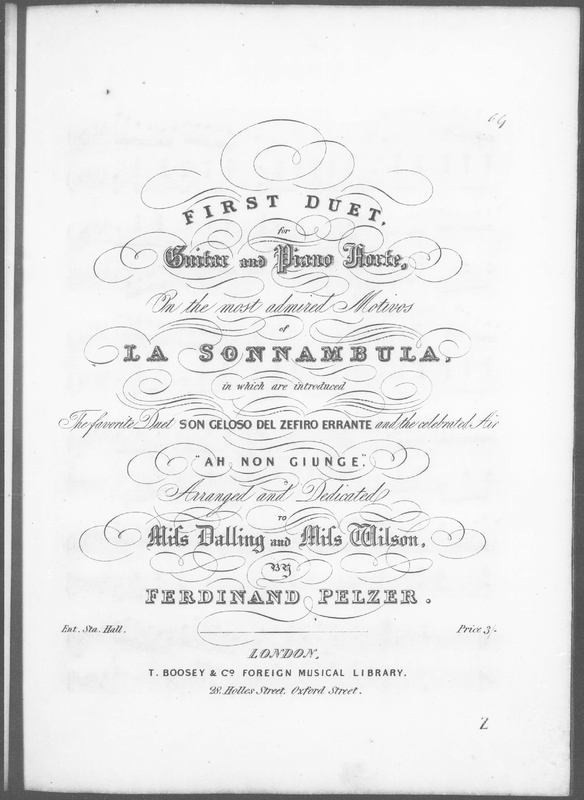 64
FIRST DUET,
for
Guitar and Piano Forte,
On the most admired Motivos
of
LA SONNAMBULA,
in which are introduced
The favorite Duet SON GELOSO DEL ZEFIRO ERRANTE and the celebrated Air
"AH NON GIUNGE."
Arranged and Dedicated
TO
Miſs Dalling and Miſs Wilson,
BY
FERDINAND PELZER.
Ent. Sta. Hall. Price 3/-
LONDON,
T. BOOSEY & Co. FOREIGN MUSICAL LIBRARY,
28, Holles Street, Oxford Street.